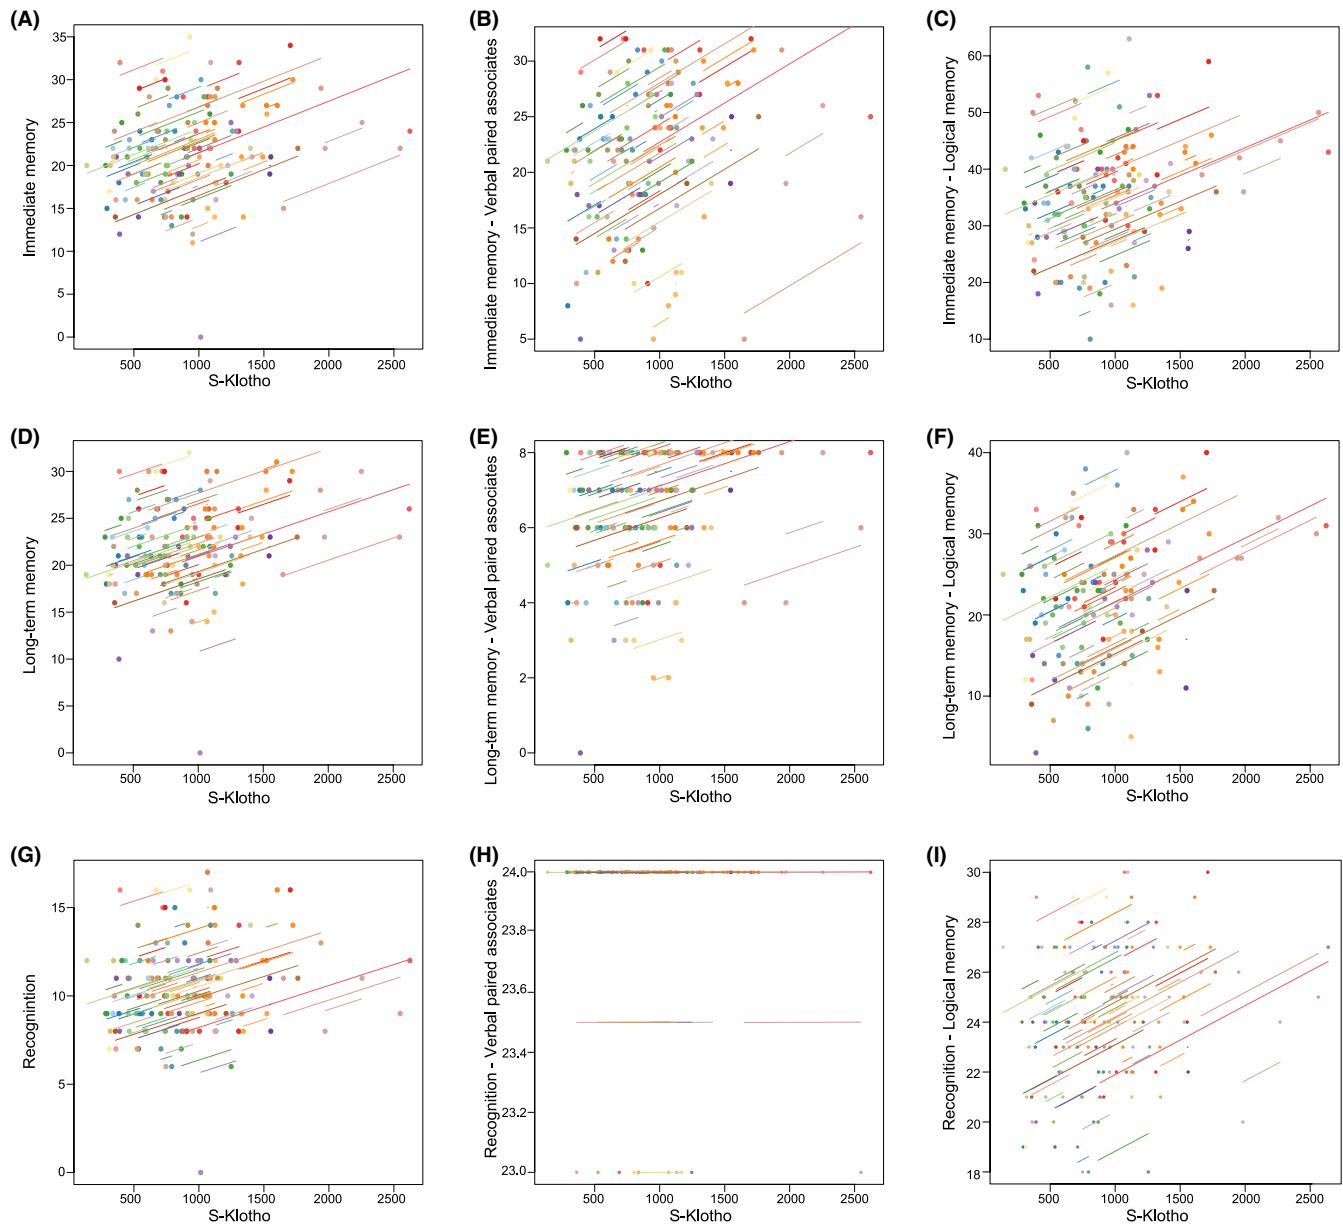 (A)
Immediate memory
35
30
25
20
15
10
5
0
500 1000 1500 2000 2500
S-Klotho
(B)
Immediate memory - Verbal paired associates
30
25
20
15
10
5
500 1000 1500 2000 2500
S-Klotho
(C)
Immediate memory - Logical memory
60
50
40
30
20
10
500 1000 1500 2000 2500
S-Klotho
(D)
Long-term memory
30
25
20
15
10
5
0
500 1000 1500 2000 2500
S-Klotho
(E)
Long-term memory - Verbal paired associates
8
6
4
2
0
500 1000 1500 2000 2500
S-Klotho
(F)
Long-term memory - Logical memory
40
30
20
10
500 1000 1500 2000 2500
S-Klotho
(G)
Recognintion
15
10
5
0
500 1000 1500 2000 2500
S-Klotho
(H)
Recognition - Verbal paired associates
24.0
23.8
23.6
23.4
23.2
23.0
500 1000 1500 2000 2500
S-Klotho
(I)
Recognition - Logical memory
30
28
26
24
22
20
18
500 1000 1500 2000 2500
S-Klotho